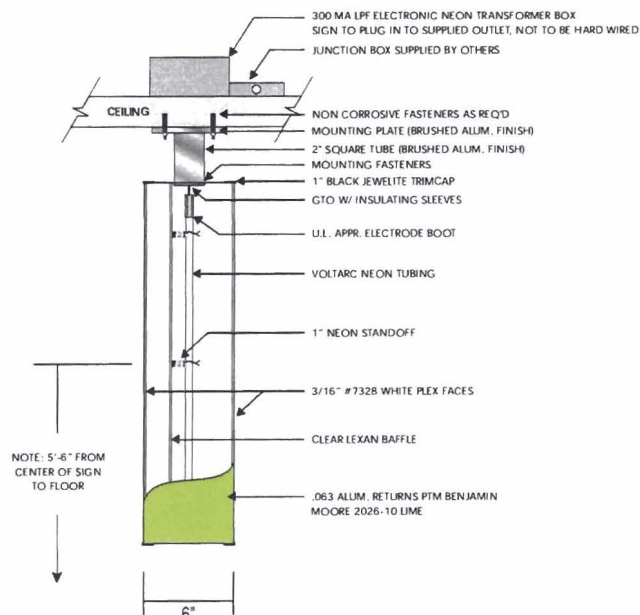 300 MA LPF ELECTRONIC NEON TRANSFORMER BOX
SIGN TO PLUG IN TO SUPPLIED OUTLET, NOT TO BE HARD WIRED
JUNCTION BOX SUPPLIED BY OTHERS
CEILING
NON CORROSIVE FASTENERS AS REQ'D
MOUNTING PLATE (BRUSHED ALUM. FINISH)
2" SQUARE TUBE (BRUSHED ALUM. FINISH)
MOUNTING FASTENERS
1" BLACK JEWELITE TRIMCAP
GTO W/ INSULATING SLEEVES
U.L. APPR. ELECTRODE BOOT
VOLTARC NEON TUBING
1" NEON STANDOFF
3/16" #7328 WHITE PLEX FACES
CLEAR LEXAN BAFFLE
NOTE: 5'-6" FROM
CENTER OF SIGN
TO FLOOR
.063 ALUM. RETURNS PTM BENJAMIN
MOORE 2026-10 LIME
6"